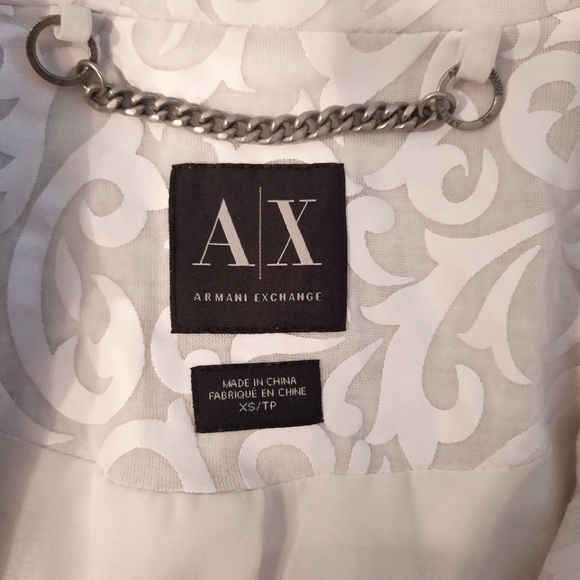 A|X
ARMANI EXCHANGE
MADE IN CHINA
FABRIQUÉ EN CHINE
XS/TP